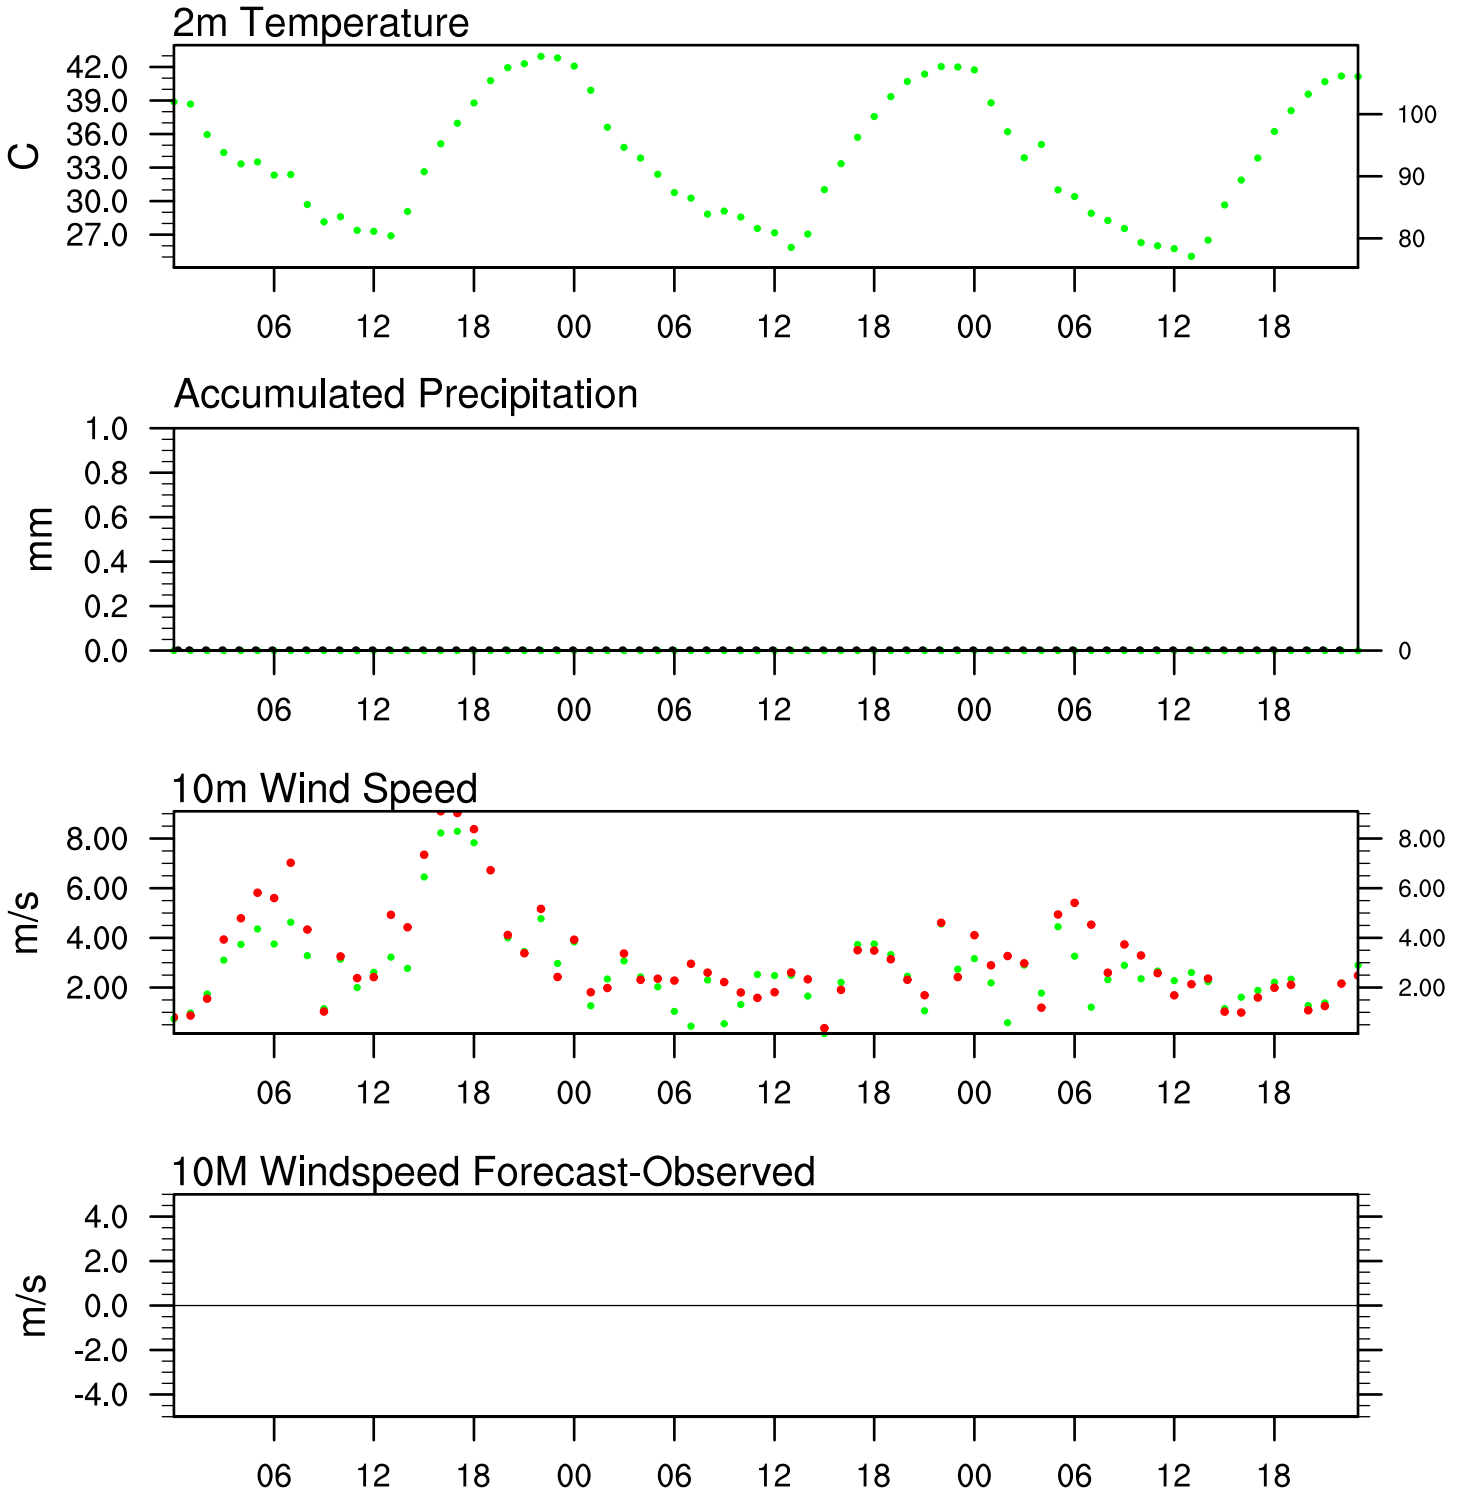 2m Temperature
42.0
39.0
36.0
33.0
30.0
27.0
C
100
90
80
06 12 18 00 06 12 18 00 06 12 18
Accumulated Precipitation
1.0
0.8
0.6
0.4
0.2
0.0
mm
0
06 12 18 00 06 12 18 00 06 12 18
10m Wind Speed
8.00
6.00
4.00
2.00
m/s
8.00
6.00
4.00
2.00
06 12 18 00 06 12 18 00 06 12 18
10M Windspeed Forecast-Observed
4.0
2.0
0.0
-2.0
-4.0
m/s
06 12 18 00 06 12 18 00 06 12 18